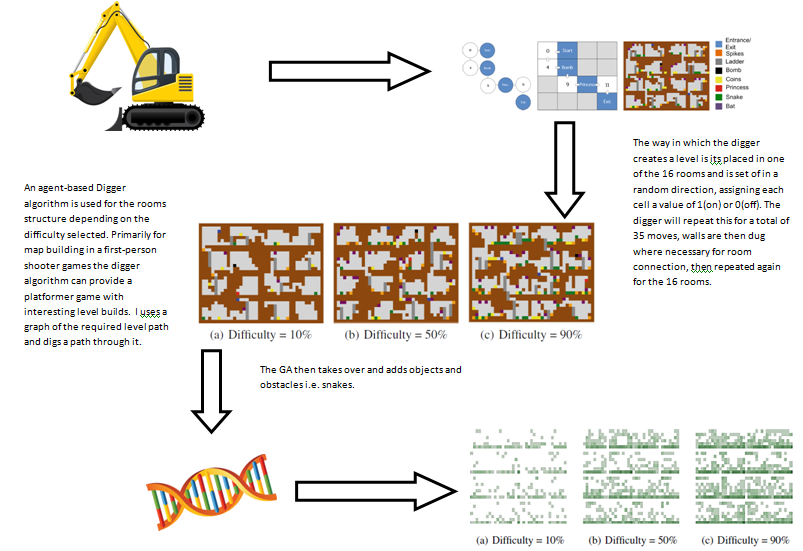 0 Start
4 Bomb
9 Princess 11
Exit
Entrance/
Exit
Spikes
Ladder
Bomb
Coins
Princess
Snake
Bat
The way in which the digger
creates a level is its placed in one
of the 16 rooms and is set of in a
random direction, assigning each
cell a value of 1(on) or 0(off). The
digger will repeat this for a total of
35 moves, walls are then dug
where necessary for room
connection, then repeated again
for the 16 rooms.
An agent-based Digger
algorithm is used for the rooms
structure depending on the
difficulty selected. Primarily for
map building in a first-person
shooter games the digger
algorithm can provide a
platformer game with
interesting level builds. I uses a
graph of the required level path
and digs a path through it.
(a) Difficulty = 10%
(b) Difficulty = 50%
(c) Difficulty = 90%
The GA then takes over and adds objects and
obstacles i.e. snakes.
(a) Difficulty = 10%
(b) Difficulty = 50%
(c) Difficulty = 90%